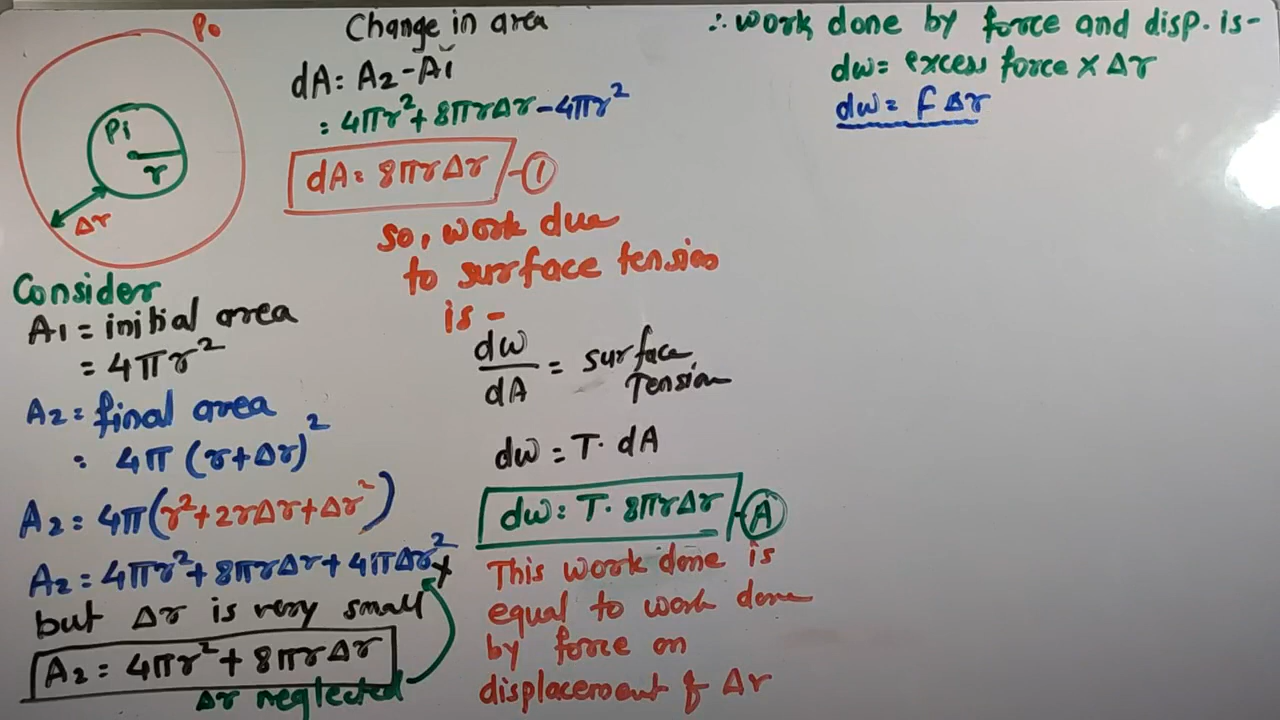 Po
Pi
r
Δr
Consider
A1 = initial area
= 4πr²
A2 = final area
= 4π (r+Δr)²
A2 = 4π(r²+2rΔr+Δr²)
A2 = 4πr²+8πrΔr+4πΔr²
but Δr is very small
A2 = 4πr²+8πrΔr
Δr neglected
Change in area
dA = A2-A1
= 4πr²+8πrΔr-4πr²
dA = 8πrΔr -①
So, work due
to surface tension
is -
dw/dA = surface Tension
dw = T. dA
dw = T. 8πrΔr -Ⓐ
This work done is
equal to work done
by force on
displacement of Δr
∴ work done by force and disp. is-
dw = excess force × Δr
dw = F Δr